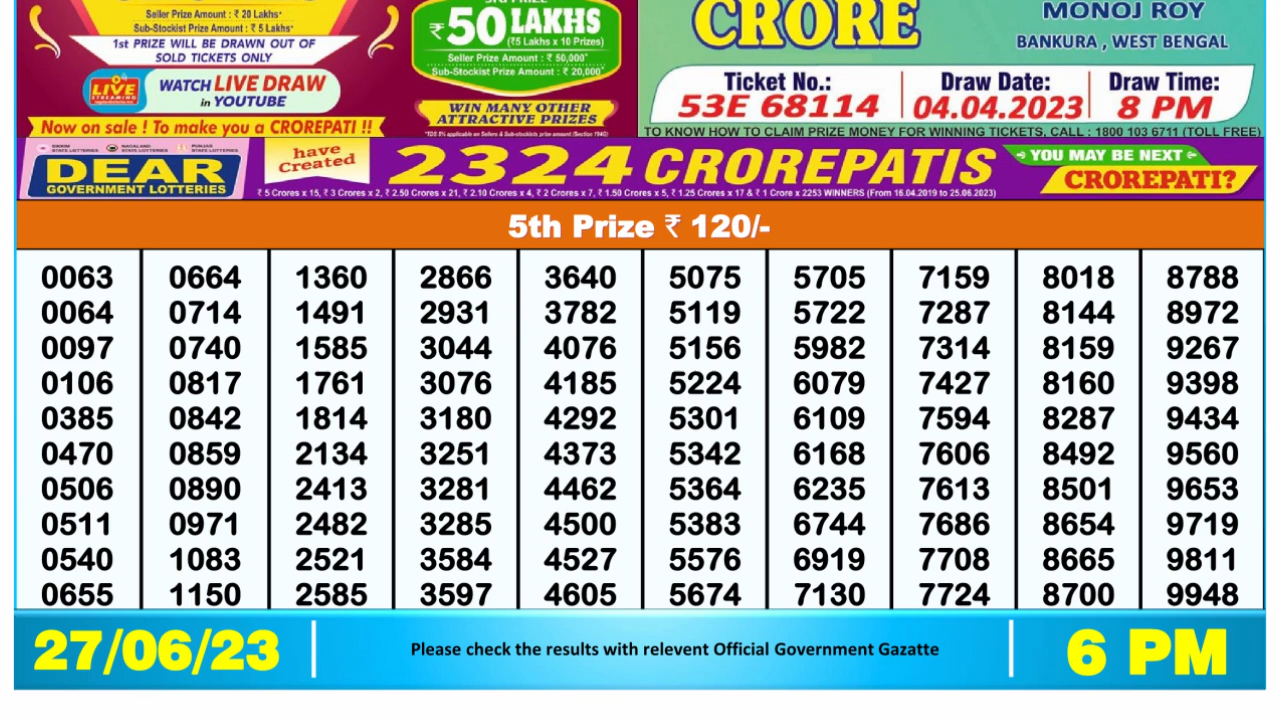 Seller Prize Amount : ₹ 20 Lakhs*
Sub-Stockist Prize Amount : ₹ 5 Lakhs*
1st PRIZE WILL BE DRAWN OUT OF
SOLD TICKETS ONLY
LIVE
STREAMING
WATCH LIVE DRAW
in YOUTUBE
Now on sale ! To make you a CROREPATI !!
₹50 LAKHS
(₹5 Lakhs x 10 Prizes)
Seller Prize Amount : ₹ 50,000*
Sub-Stockist Prize Amount : ₹ 20,000*
WIN MANY OTHER
ATTRACTIVE PRIZES
*TDS 5% applicable on Sellers & Sub-stockists prize amount (Section 194G)
CRORE
MONOJ ROY
BANKURA , WEST BENGAL
Ticket No.: Draw Date: Draw Time:
53E 68114 04.04.2023 8 PM
TO KNOW HOW TO CLAIM PRIZE MONEY FOR WINNING TICKETS, CALL : 1800 103 6711 (TOLL FREE)
SIKKIM STATE LOTTERIES NAGALAND STATE LOTTERIES PUNJAB STATE LOTTERIES
DEAR
GOVERNMENT LOTTERIES
have
Created
2324 CROREPATIS
₹ 5 Crores x 15, ₹ 3 Crores x 2, ₹ 2.50 Crores x 21, ₹ 2.10 Crores x 4, ₹ 2 Crores x 7, ₹ 1.50 Crores x 5, ₹ 1.25 Crores x 17 & ₹ 1 Crore x 2253 WINNERS (From 16.04.2019 to 25.06.2023)
YOU MAY BE NEXT
CROREPATI?
5th Prize ₹ 120/-
0063 0664 1360 2866 3640 5075 5705 7159 8018 8788
0064 0714 1491 2931 3782 5119 5722 7287 8144 8972
0097 0740 1585 3044 4076 5156 5982 7314 8159 9267
0106 0817 1761 3076 4185 5224 6079 7427 8160 9398
0385 0842 1814 3180 4292 5301 6109 7594 8287 9434
0470 0859 2134 3251 4373 5342 6168 7606 8492 9560
0506 0890 2413 3281 4462 5364 6235 7613 8501 9653
0511 0971 2482 3285 4500 5383 6744 7686 8654 9719
0540 1083 2521 3584 4527 5576 6919 7708 8665 9811
0655 1150 2585 3597 4605 5674 7130 7724 8700 9948
27/06/23
Please check the results with relevent Official Government Gazatte
6 PM